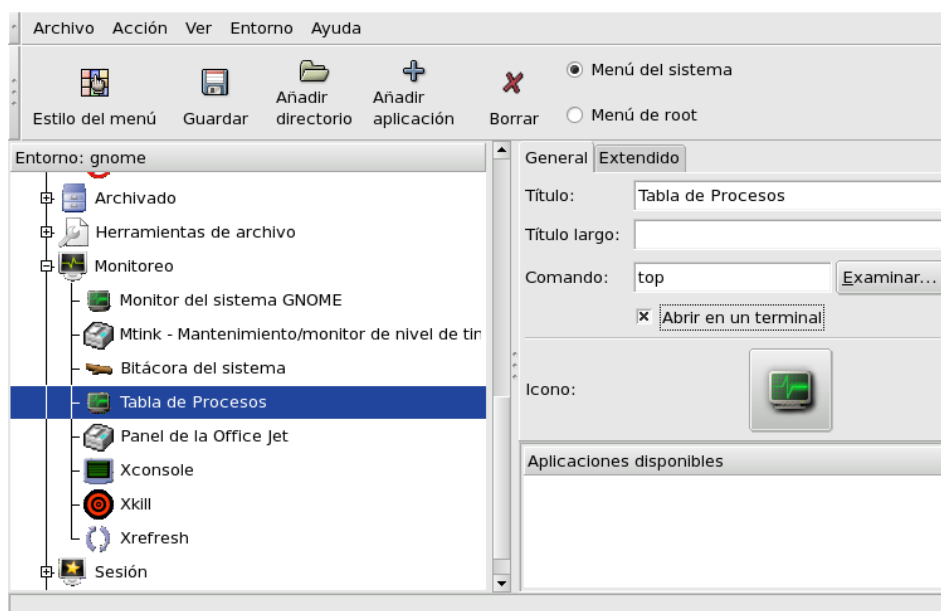 Archivo Acción Ver Entorno Ayuda
Estilo del menú
Guardar
Añadir directorio
Añadir aplicación
Borrar
Menú del sistema
Menú de root
Entorno: gnome
Archivado
Herramientas de archivo
Monitoreo
Monitor del sistema GNOME
Mtink - Mantenimiento/monitor de nivel de tin
Bitácora del sistema
Tabla de Procesos
Panel de la Office Jet
Xconsole
Xkill
Xrefresh
Sesión
General Extendido
Título: Tabla de Procesos
Título largo:
Comando: top Examinar...
Abrir en un terminal
Icono:
Aplicaciones disponibles